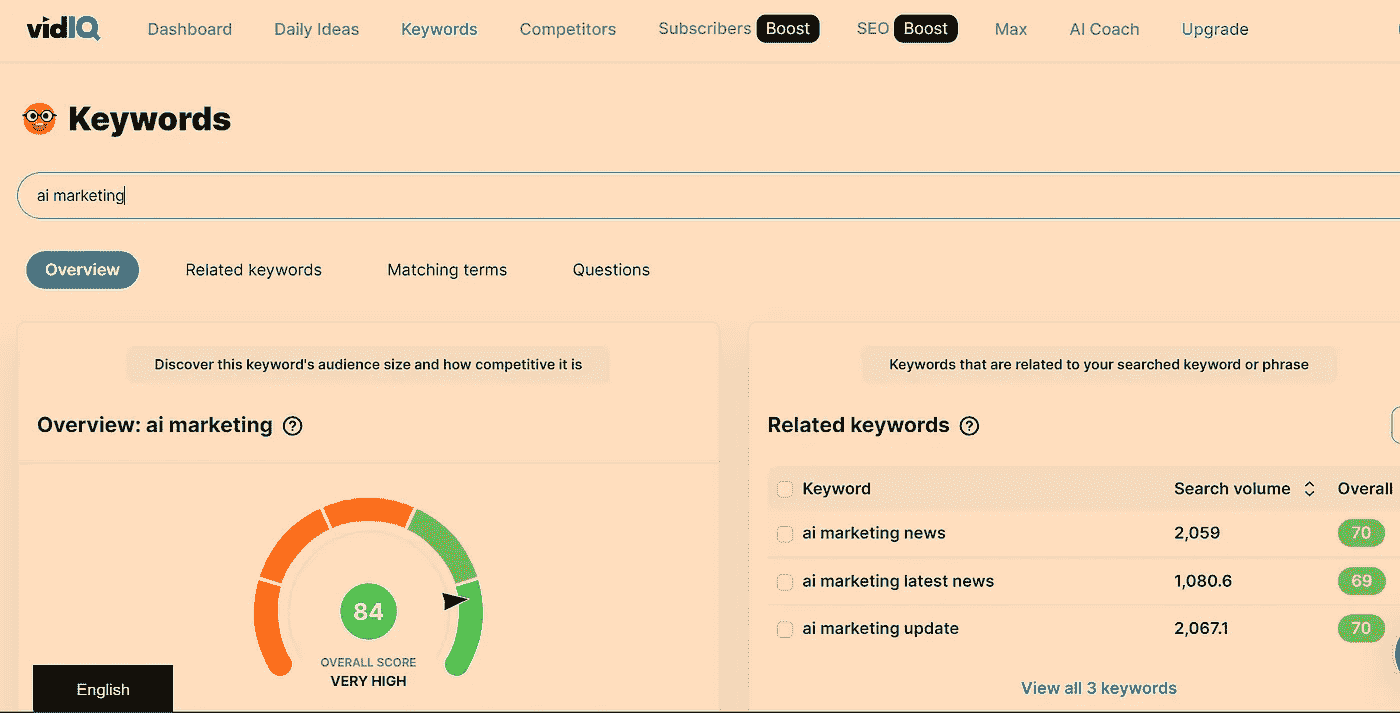 vidIQ Dashboard Daily Ideas Keywords Competitors Subscribers Boost SEO Boost Max AI Coach Upgrade
Keywords
ai marketing
Overview Related keywords Matching terms Questions
Discover this keyword's audience size and how competitive it is
Overview: ai marketing ?
84
OVERALL SCORE
VERY HIGH
English
Keywords that are related to your searched keyword or phrase
Related keywords ?
Keyword Search volume Overall
ai marketing news 2,059 70
ai marketing latest news 1,080.6 69
ai marketing update 2,067.1 70
View all 3 keywords